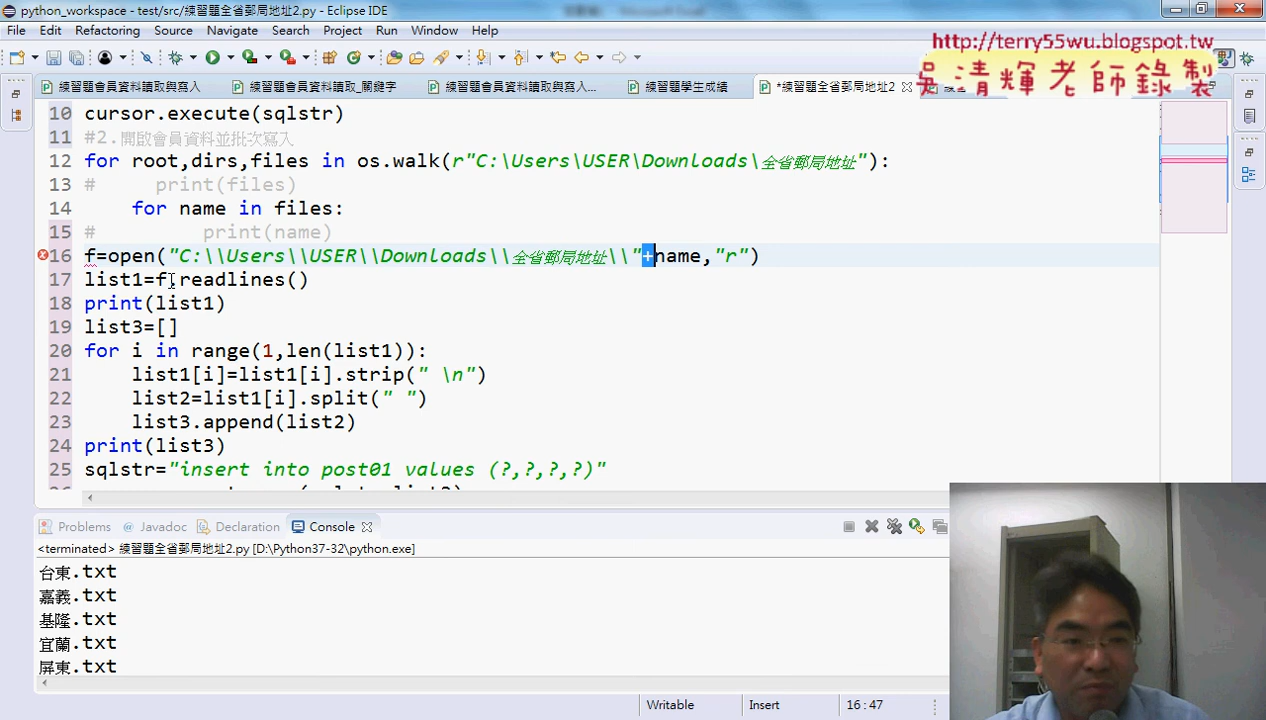 python_workspace - test/src/練習題全省郵局地址2.py - Eclipse IDE
File Edit Refactoring Source Navigate Search Project Run Window Help
http://terry55wu.blogspot.tw
吳清輝老師錄製
練習題會員資料讀取與寫入
練習題會員資料讀取_關鍵字
練習題會員資料讀取與寫入...
練習題學生成績
*練習題全省郵局地址2
10 cursor.execute(sqlstr)
11 #2.開啟會員資料並批次寫入
12 for root,dirs,files in os.walk(r"C:\Users\USER\Downloads\全省郵局地址"):
13 #     print(files)
14     for name in files:
15 #         print(name)
16 f=open("C:\\Users\\USER\\Downloads\\全省郵局地址\\"+name,"r")
17 list1=f.readlines()
18 print(list1)
19 list3=[]
20 for i in range(1,len(list1)):
21     list1[i]=list1[i].strip(" \n")
22     list2=list1[i].split(" ")
23     list3.append(list2)
24 print(list3)
25 sqlstr="insert into post01 values (?,?,?,?)"
Problems @ Javadoc Declaration Console
<terminated> 練習題全省郵局地址2.py [D:\Python37-32\python.exe]
台東.txt
嘉義.txt
基隆.txt
宜蘭.txt
屏東.txt
Writable Insert 16:47